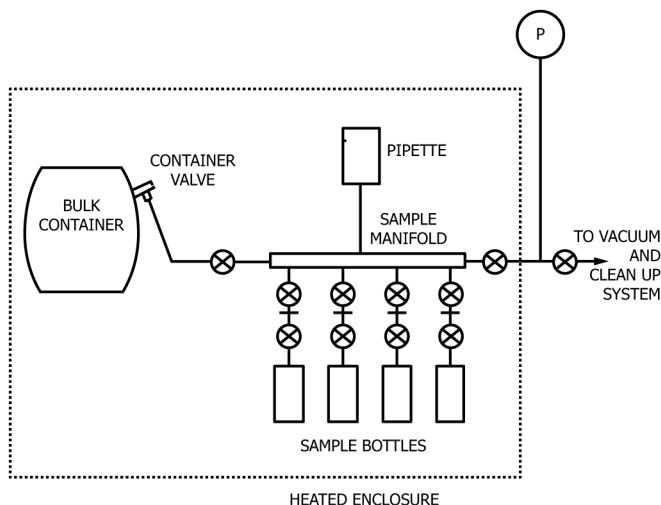 P
CONTAINER
VALVE
PIPETTE
BULK
CONTAINER
SAMPLE
MANIFOLD
TO VACUUM
AND
CLEAN UP
SYSTEM
SAMPLE BOTTLES
HEATED ENCLOSURE